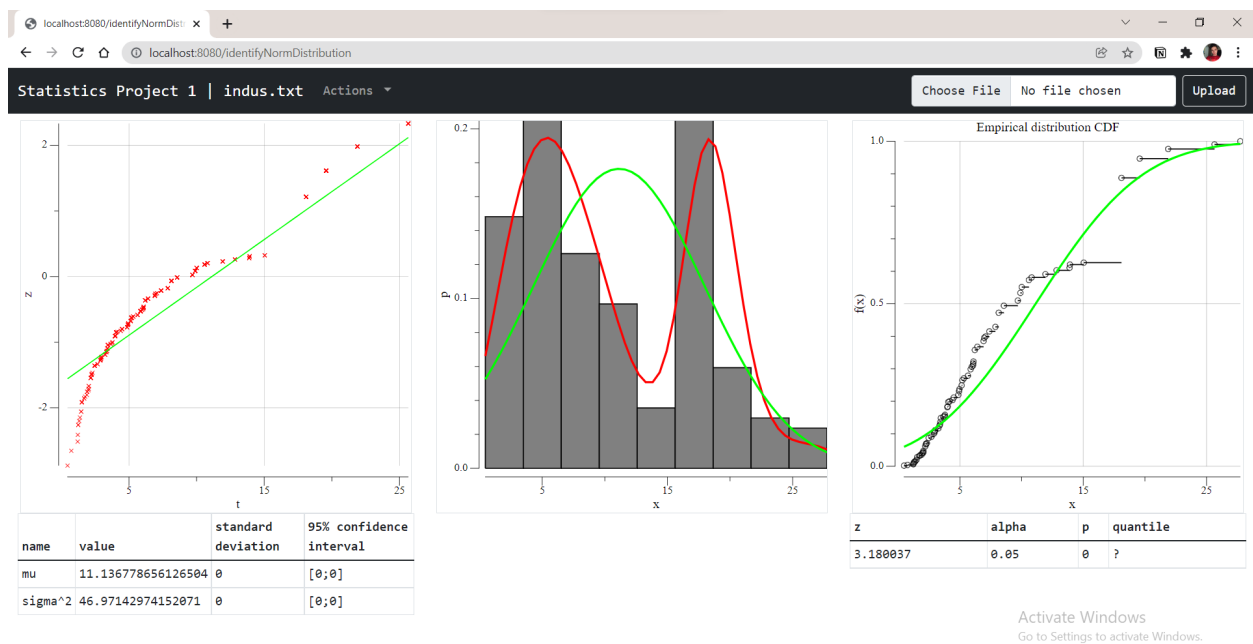 localhost:8080/identifyNormDist
localhost:8080/identifyNormDistribution
Statistics Project 1 | indus.txt Actions Choose File No file chosen Upload
2
0
-2
z
5 15 25
t
0.2
0.1
0.0
p
5 15 25
x
Empirical distribution CDF
1.0
0.5
0.0
f(x)
5 15 25
x
name value standard deviation 95% confidence interval
mu 11.136778656126504 0 [0;0]
sigma^2 46.97142974152071 0 [0;0]
z alpha p quantile
3.180037 0.05 0 ?
Activate Windows
Go to Settings to activate Windows.